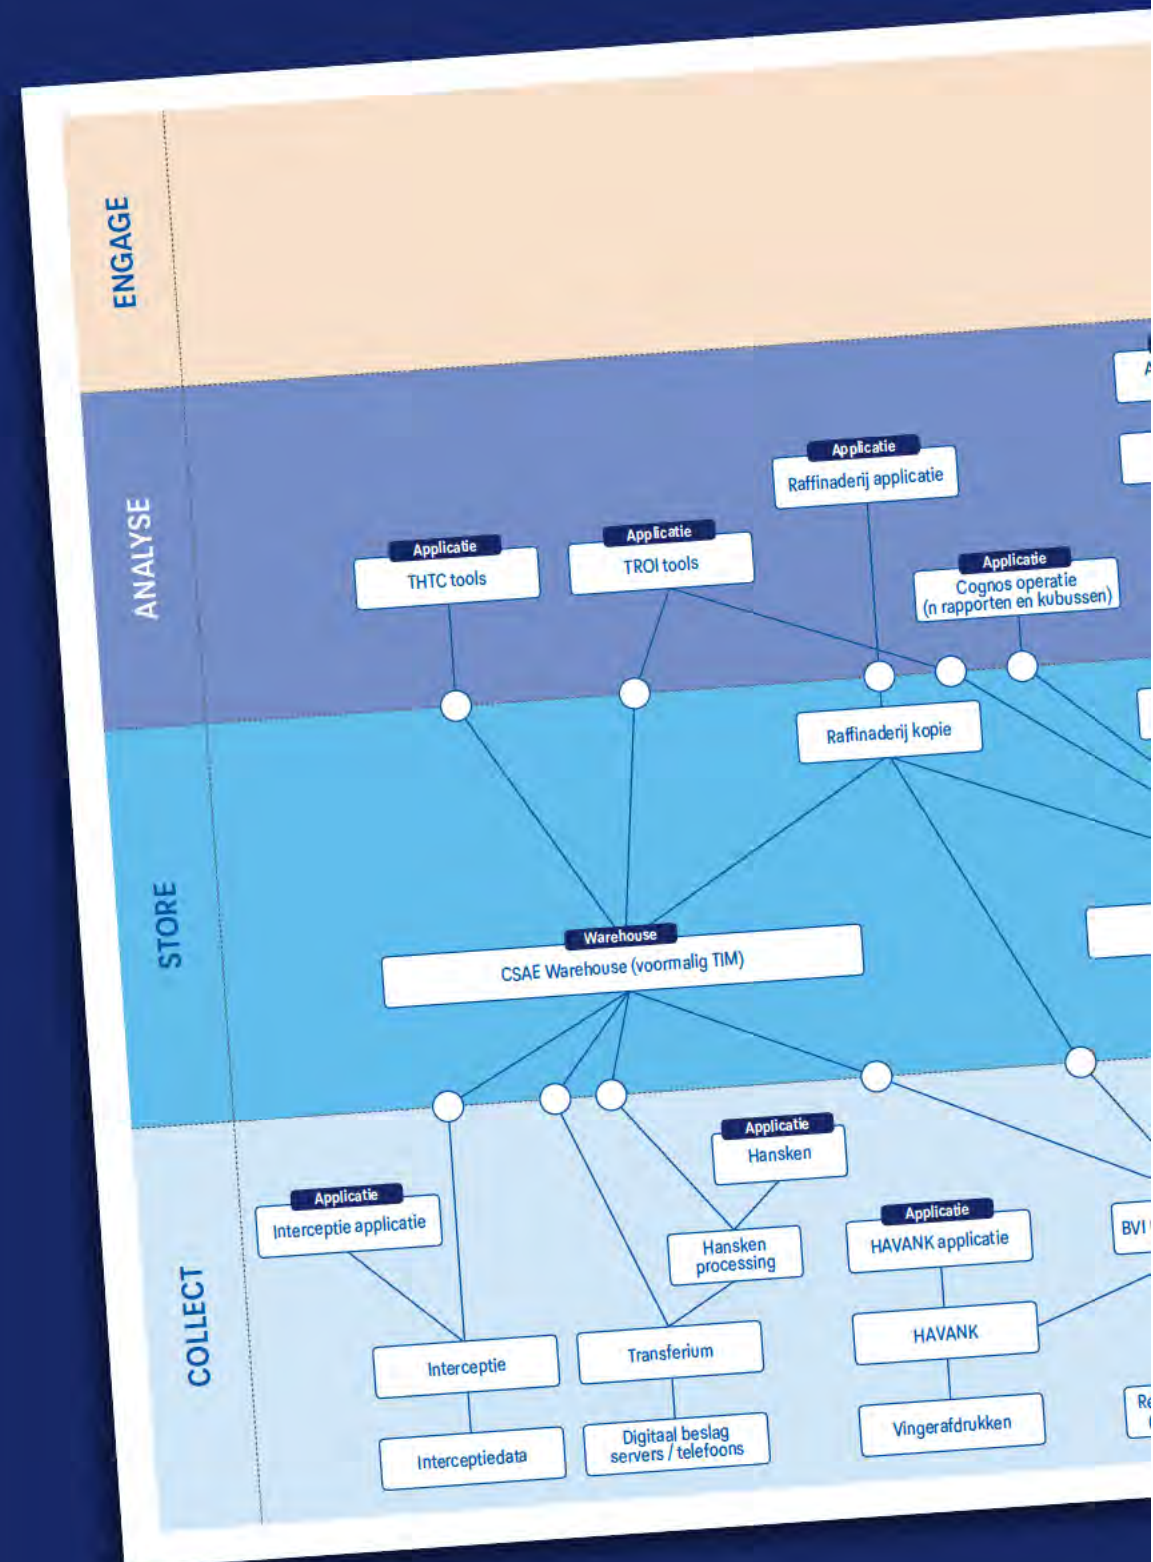 ENGAGE
ANALYSE
Applicatie
Raffinaderij applicatie
Applicatie
THTC tools
Applicatie
TROI tools
Applicatie
Cognos operatie
(n rapporten en kubussen)
STORE
Raffinaderij kopie
Warehouse
CSAE Warehouse (voormalig TIM)
COLLECT
Applicatie
Hansken
Applicatie
Interceptie applicatie
Hansken
processing
Applicatie
HAVANK applicatie
BVI
Interceptie
Transferium
HAVANK
Interceptiedata
Digitaal beslag
servers / telefoons
Vingerafdrukken